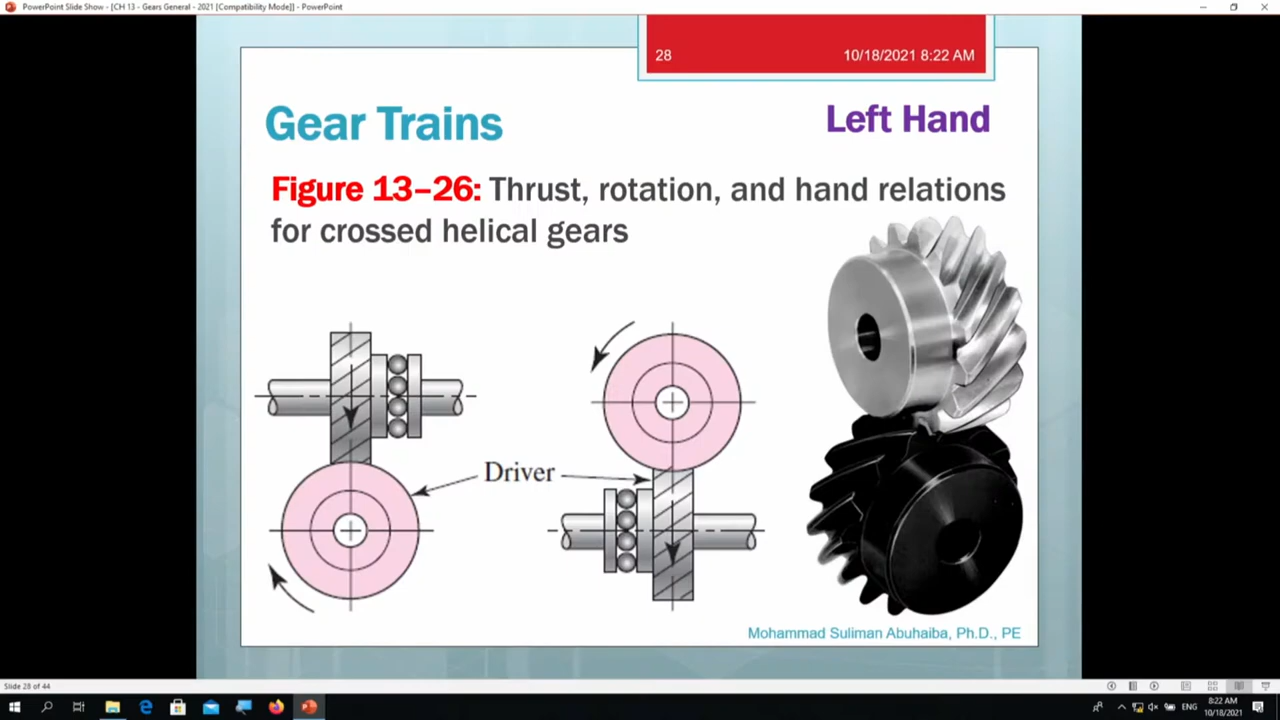 PowerPoint Slide Show - [CH 13 - Gears General - 2021 [Compatibility Mode]] - PowerPoint
28
10/18/2021 8:22 AM
Gear Trains
Left Hand
Figure 13–26: Thrust, rotation, and hand relations
for crossed helical gears
Driver
Mohammad Suliman Abuhaiba, Ph.D., PE
Slide 28 of 44
ENG
8:22 AM
10/18/2021